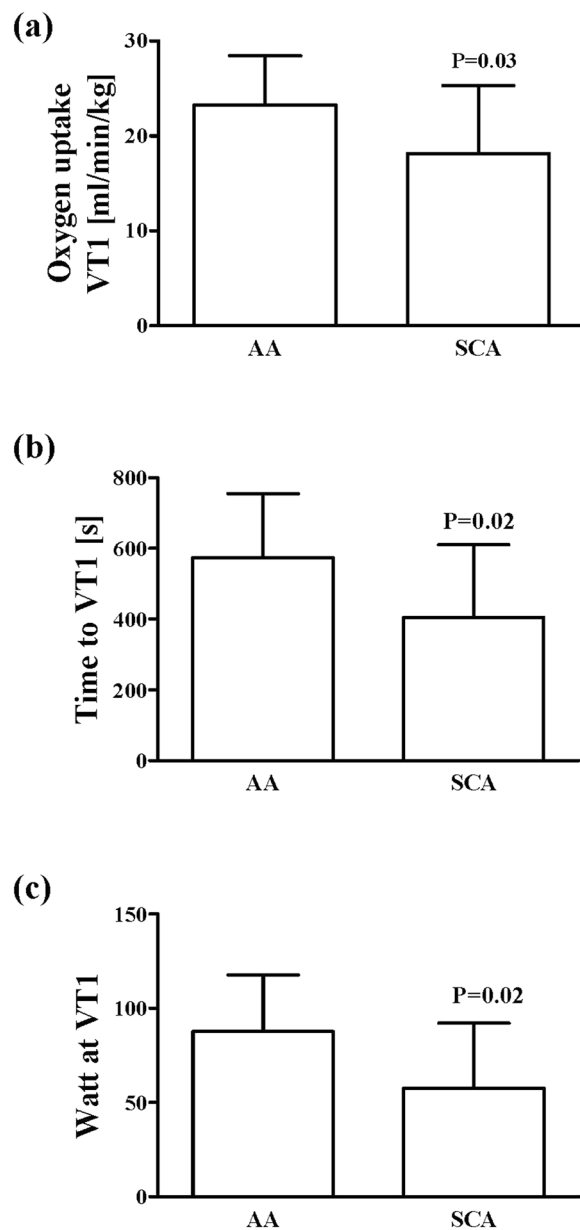 (a)
Oxygen uptake
VT1 [ml/min/kg]
30
20
10
0
P=0.03
AA
SCA
(b)
Time to VT1 [s]
800
600
400
200
0
P=0.02
AA
SCA
(c)
Watt at VT1
150
100
50
0
P=0.02
AA
SCA